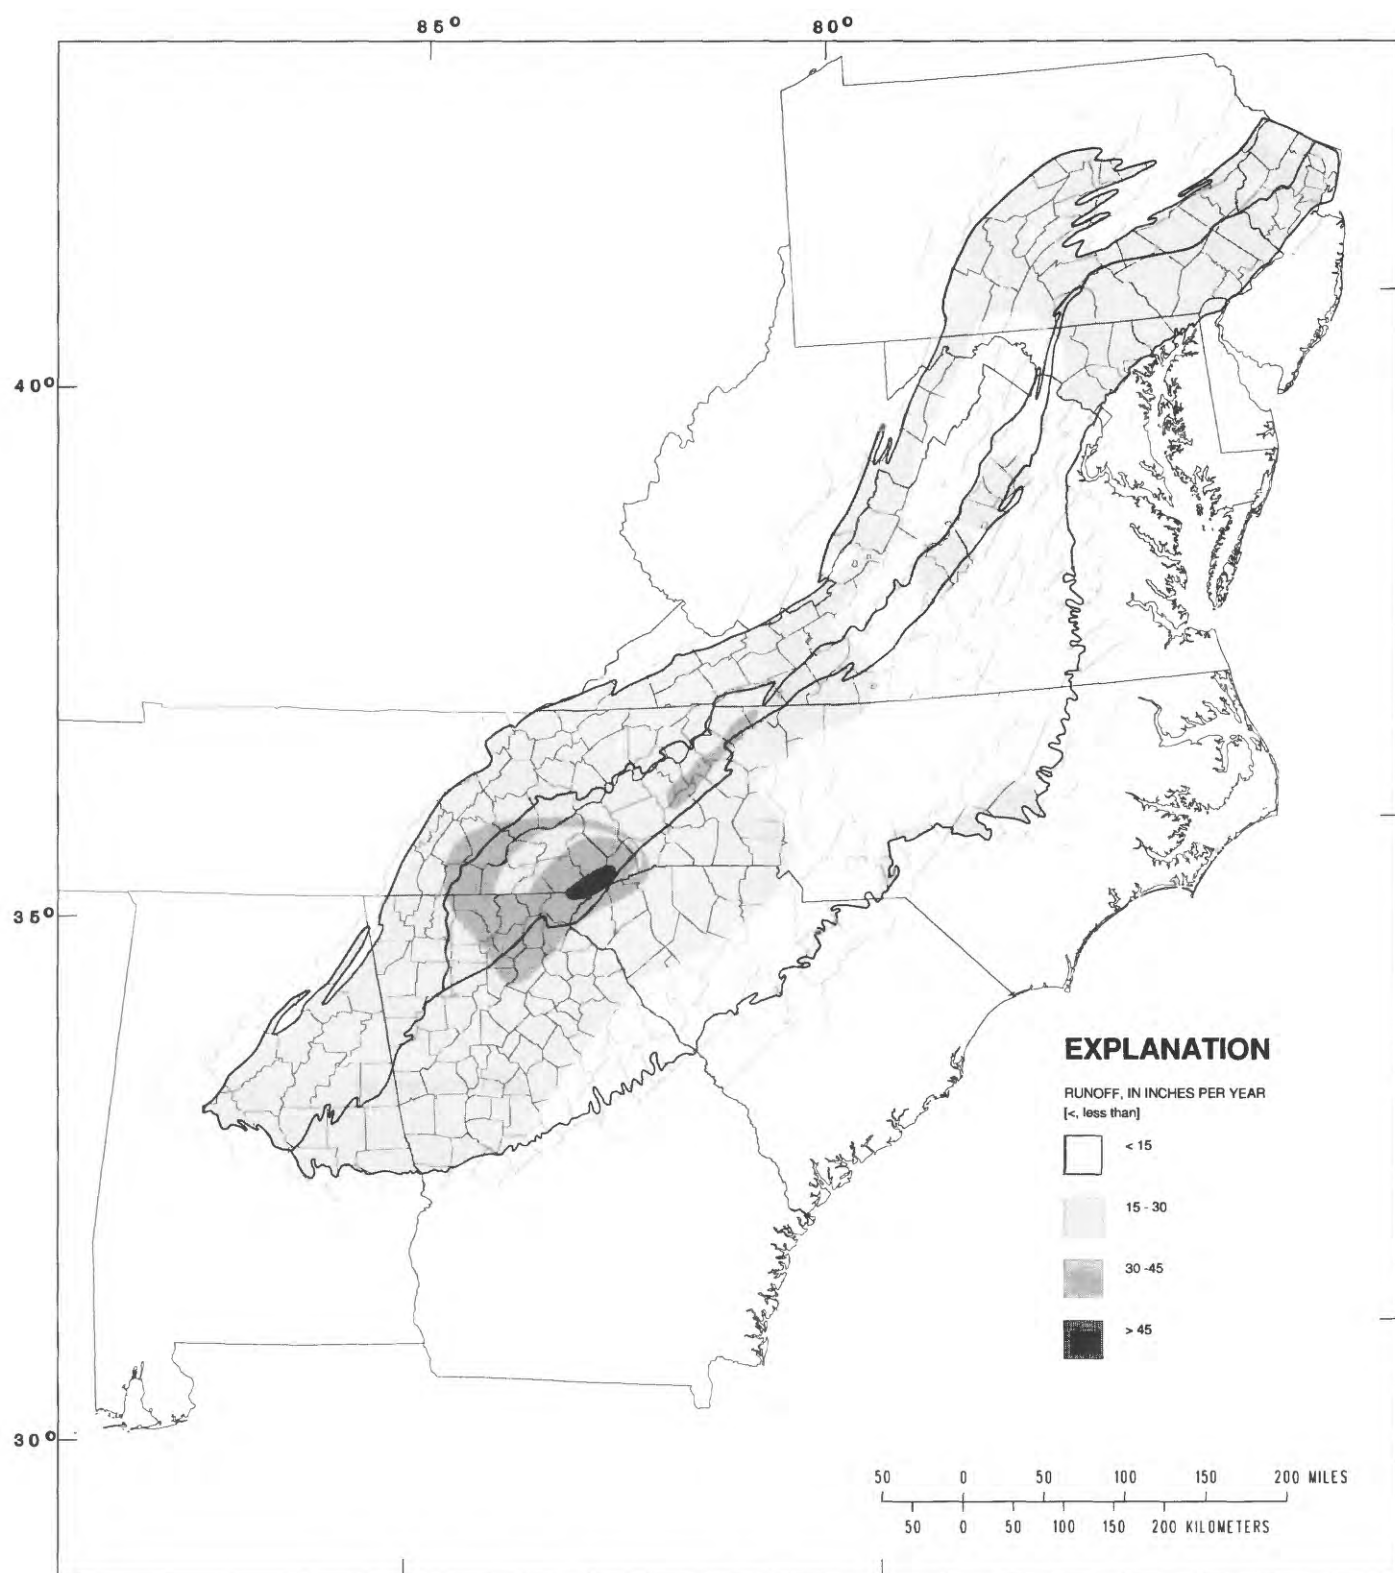 85°
80°
40°
35°
30°
EXPLANATION
RUNOFF, IN INCHES PER YEAR
[<, less than]
< 15
15 - 30
30 -45
> 45
50 0 50 100 150 200 MILES
50 0 50 100 150 200 KILOMETERS